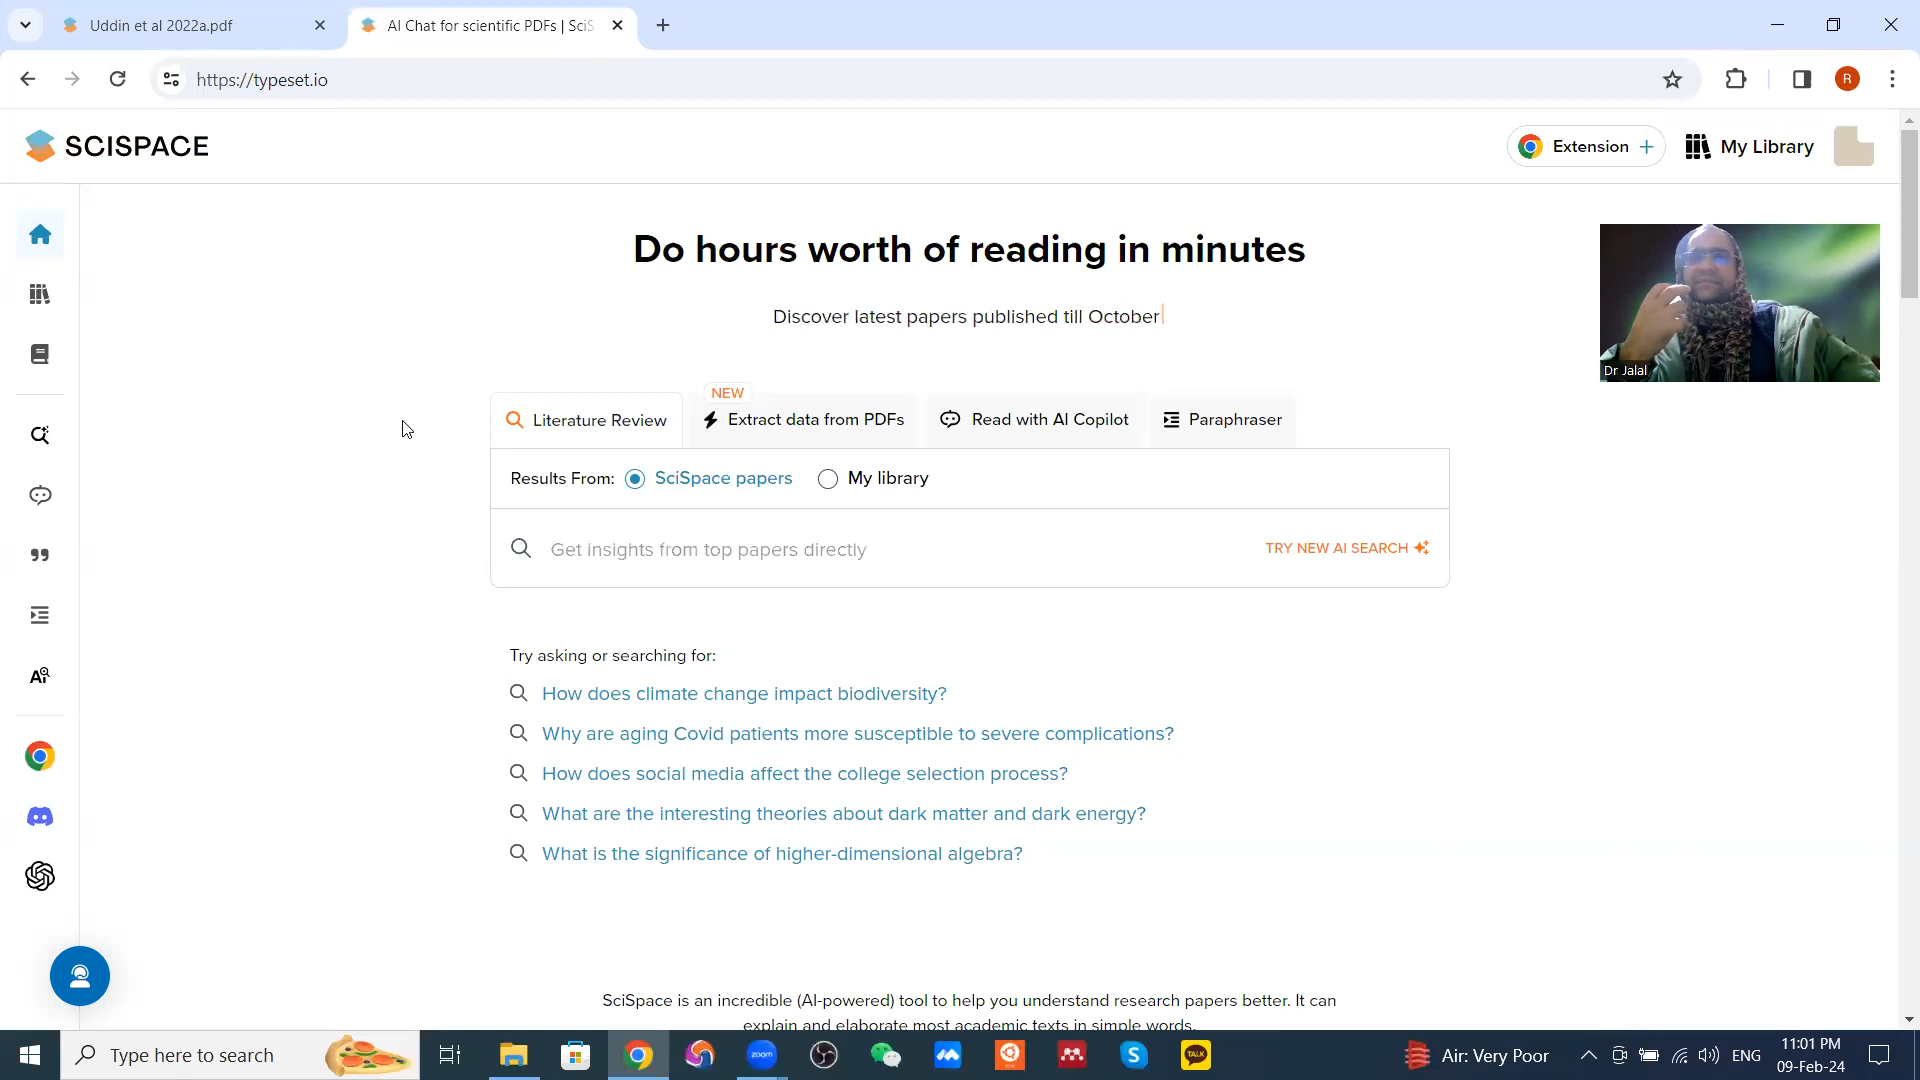 Uddin et al 2022a.pdf
AI Chat for scientific PDFs | SciS
https://typeset.io
R
SCISPACE
Extension +
My Library
Do hours worth of reading in minutes
Discover latest papers published till October
Dr Jalal
NEW
Literature Review
Extract data from PDFs
Read with AI Copilot
Paraphraser
Results From: SciSpace papers My library
Get insights from top papers directly
TRY NEW AI SEARCH
Try asking or searching for:
How does climate change impact biodiversity?
Why are aging Covid patients more susceptible to severe complications?
How does social media affect the college selection process?
What are the interesting theories about dark matter and dark energy?
What is the significance of higher-dimensional algebra?
SciSpace is an incredible (AI-powered) tool to help you understand research papers better. It can
explain and elaborate most academic texts in simple words.
Type here to search
zoom
TALK
Air: Very Poor
ENG
11:01 PM
09-Feb-24